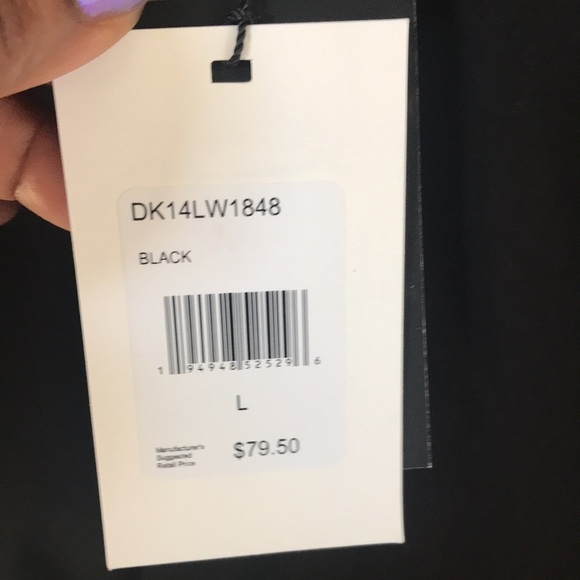 DK14LW1848
BLACK
1 94948 52529 6
L
Manufacturer's
Suggested
Retail Price
$79.50